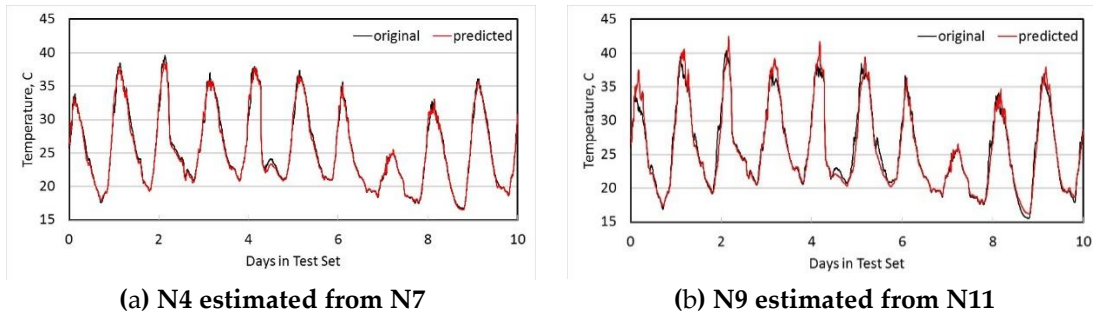 45
40
35
30
25
20
15
Temperature, C
original predicted
0 2 4 6 8 10
Days in Test Set
(a) N4 estimated from N7
45
40
35
30
25
20
15
Temperature, C
original predicted
0 2 4 6 8 10
Days in Test Set
(b) N9 estimated from N11